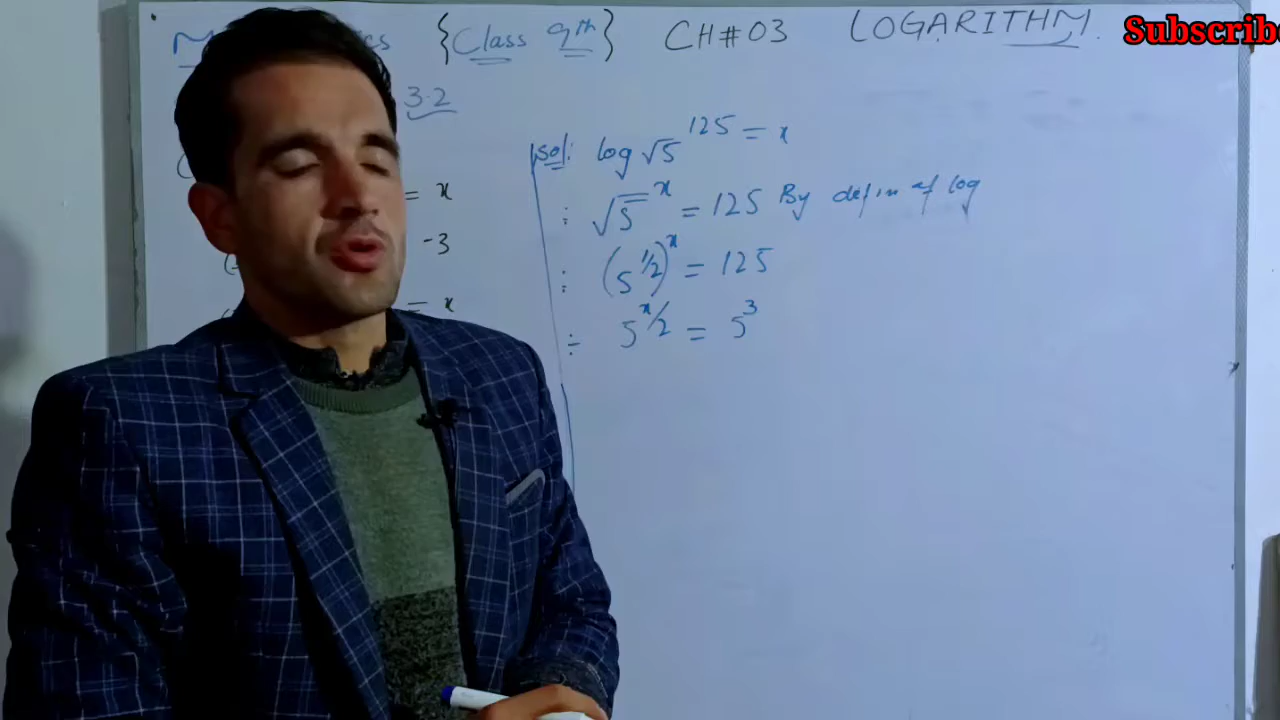 {Class 9th} CH#03 LOGARITHM.
Subscribe
3.2
= x
-3
= x
Sol: log √5 125 = x
: √5^x = 125 By defin of log
: (5^1/2)^x = 125
÷ 5^x/2 = 5^3